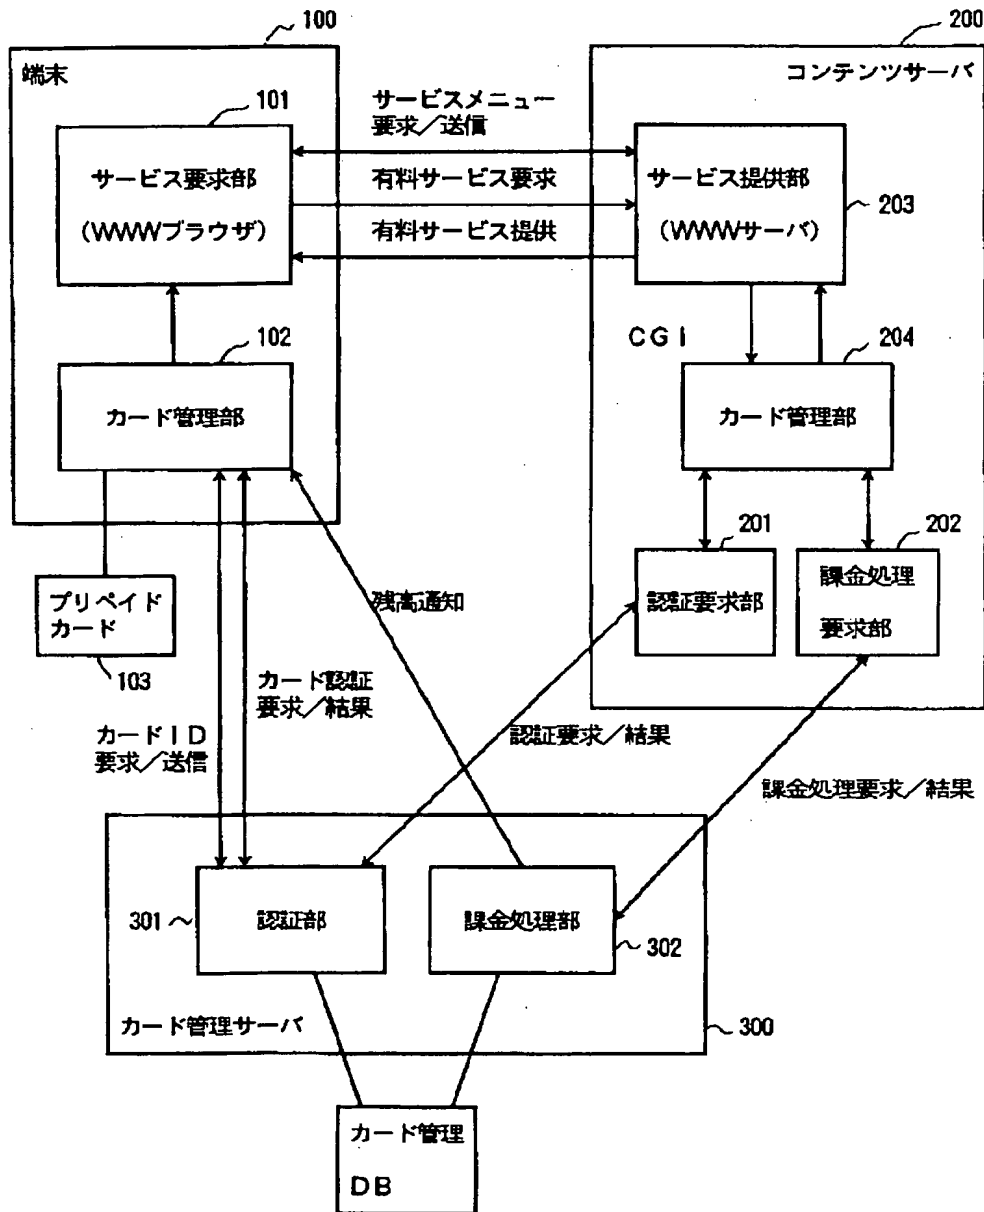 100
200
端末
コンテンツサーバ
101
サービスメニュー
要求／送信
サービス要求部
(WWWブラウザ)
有料サービス要求
有料サービス提供
サービス提供部
(WWWサーバ)
203
102
CGI
204
カード管理部
カード管理部
201
202
プリペイド
カード
103
残高通知
認証要求部
課金処理
要求部
カード認証
要求／結果
カードID
要求／送信
認証要求／結果
課金処理要求／結果
301
認証部
課金処理部
302
カード管理サーバ
300
カード管理
DB